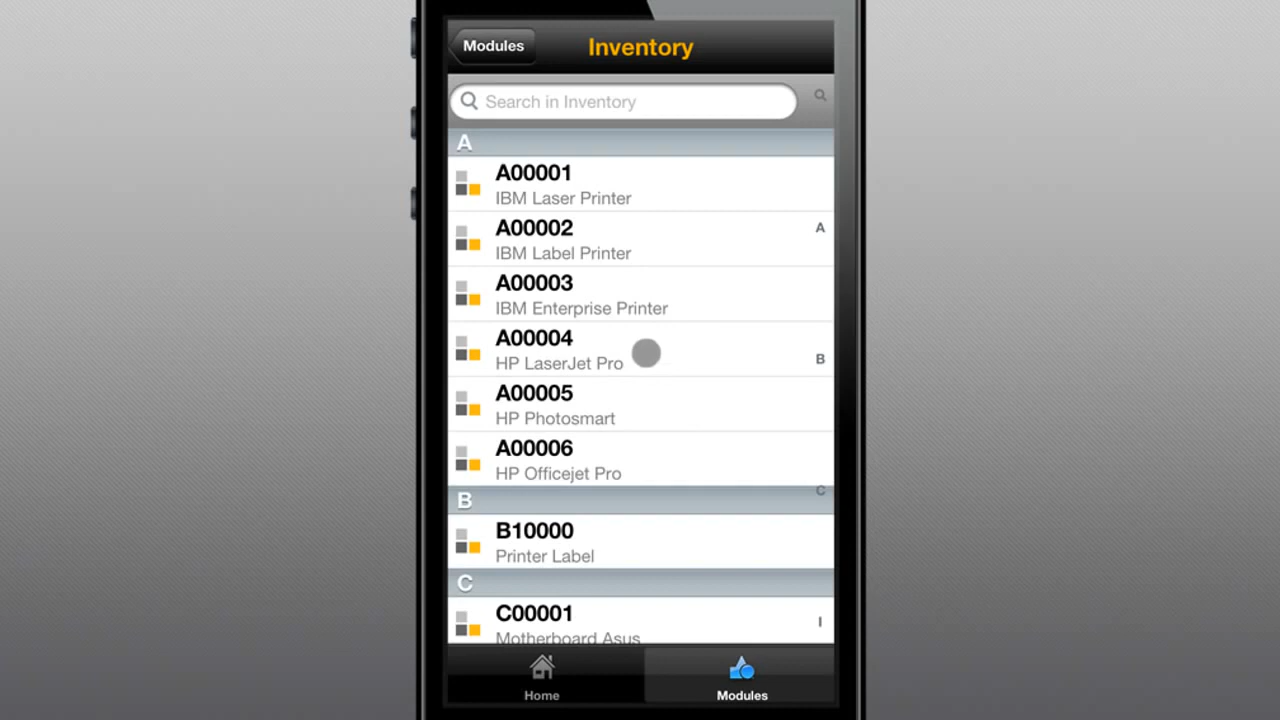 Modules
Inventory
Search in Inventory
A
A00001
IBM Laser Printer
A00002
IBM Label Printer
A
A00003
IBM Enterprise Printer
A00004
HP LaserJet Pro
B
A00005
HP Photosmart
A00006
HP Officejet Pro
C
B
B10000
Printer Label
C
C00001
I
Motherboard Asus
Home
Modules